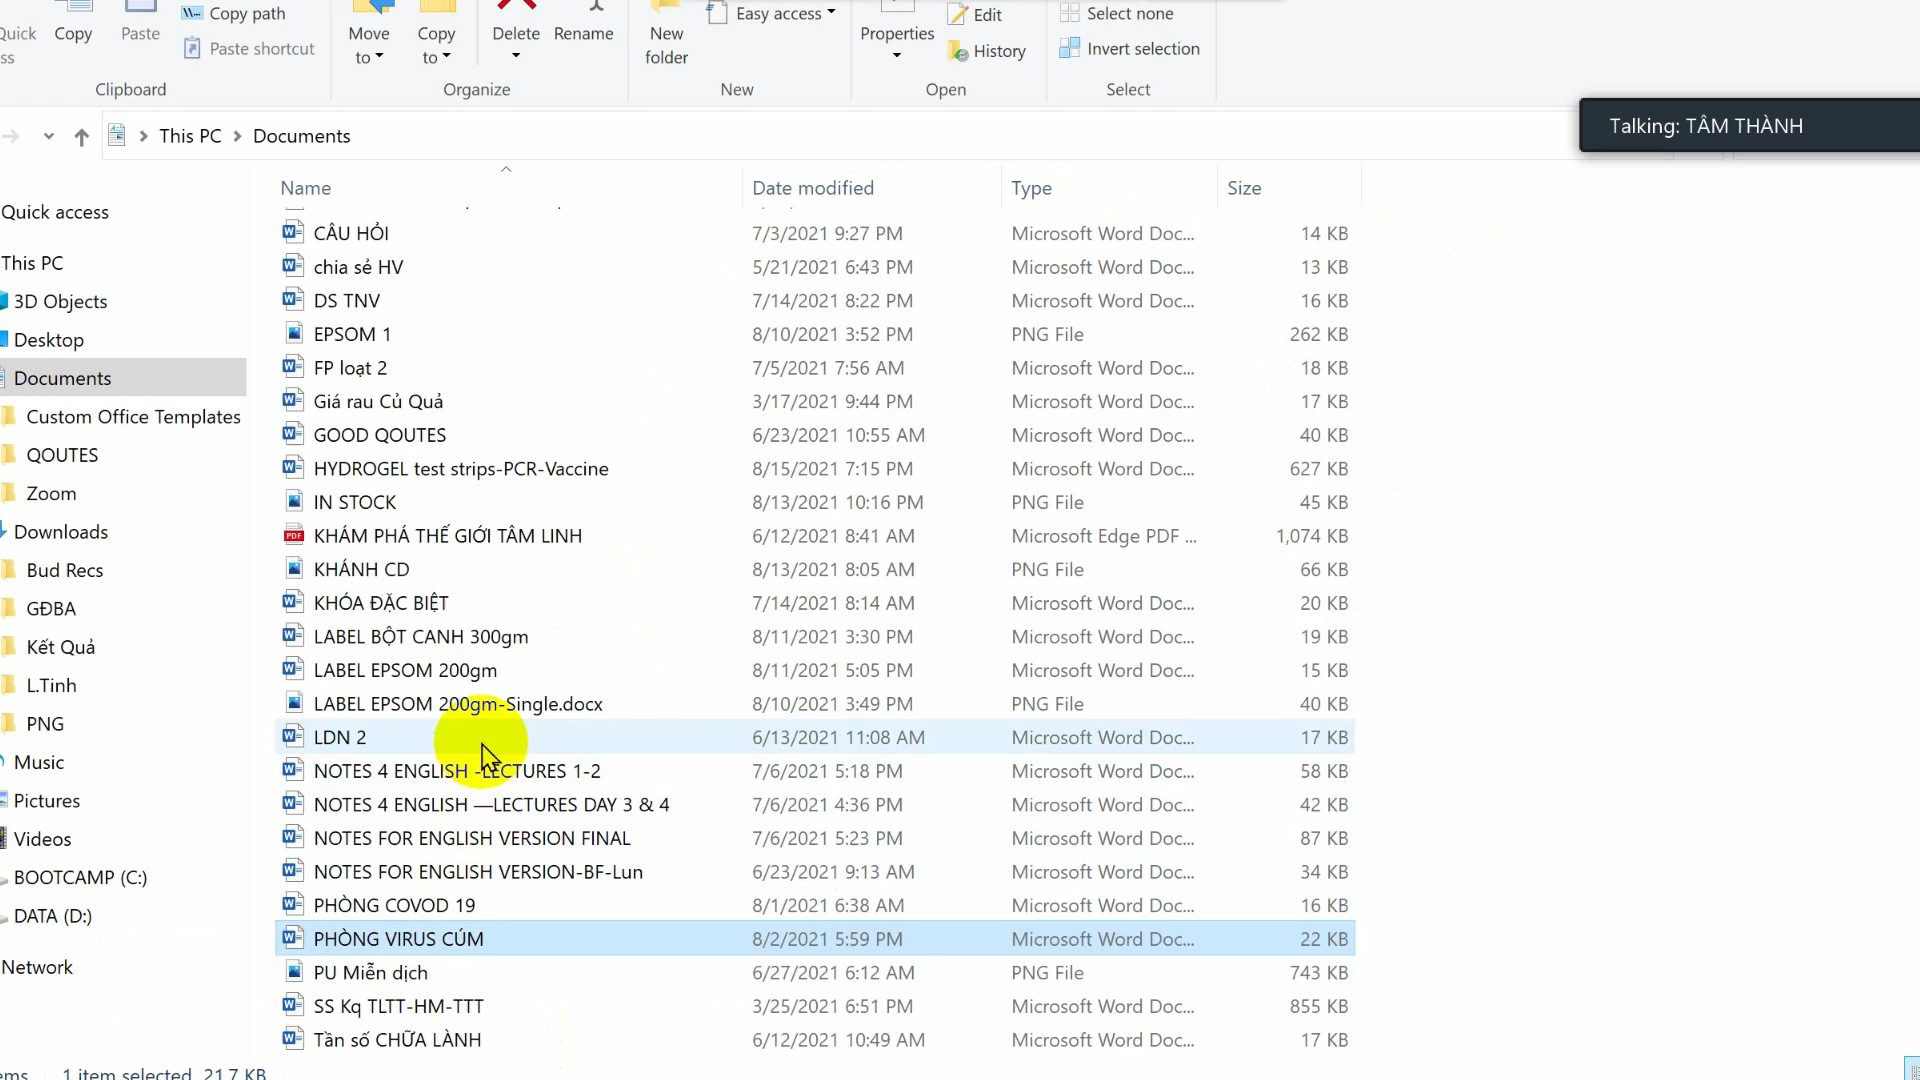 Copy path
Quick
Copy
Paste
Paste shortcut
Move to
Copy to
Delete
Rename
New folder
Easy access
Properties
Edit
History
Select none
Invert selection
Clipboard
Organize
New
Open
Select
This PC > Documents
Talking: TÂM THÀNH
Quick access
This PC
3D Objects
Desktop
Documents
Custom Office Templates
QOUTES
Zoom
Downloads
Bud Recs
GĐBA
Kết Quả
L.Tinh
PNG
Music
Pictures
Videos
BOOTCAMP (C:)
DATA (D:)
Network
Name Date modified Type Size
CÂU HỎI 7/3/2021 9:27 PM Microsoft Word Doc... 14 KB
chia sẻ HV 5/21/2021 6:43 PM Microsoft Word Doc... 13 KB
DS TNV 7/14/2021 8:22 PM Microsoft Word Doc... 16 KB
EPSOM 1 8/10/2021 3:52 PM PNG File 262 KB
FP loạt 2 7/5/2021 7:56 AM Microsoft Word Doc... 18 KB
Giá rau Củ Quả 3/17/2021 9:44 PM Microsoft Word Doc... 17 KB
GOOD QOUTES 6/23/2021 10:55 AM Microsoft Word Doc... 40 KB
HYDROGEL test strips-PCR-Vaccine 8/15/2021 7:15 PM Microsoft Word Doc... 627 KB
IN STOCK 8/13/2021 10:16 PM PNG File 45 KB
KHÁM PHÁ THẾ GIỚI TÂM LINH 6/12/2021 8:41 AM Microsoft Edge PDF ... 1,074 KB
KHÁNH CD 8/13/2021 8:05 AM PNG File 66 KB
KHÓA ĐẶC BIỆT 7/14/2021 8:14 AM Microsoft Word Doc... 20 KB
LABEL BỘT CANH 300gm 8/11/2021 3:30 PM Microsoft Word Doc... 19 KB
LABEL EPSOM 200gm 8/11/2021 5:05 PM Microsoft Word Doc... 15 KB
LABEL EPSOM 200gm-Single.docx 8/10/2021 3:49 PM PNG File 40 KB
LDN 2 6/13/2021 11:08 AM Microsoft Word Doc... 17 KB
NOTES 4 ENGLISH -LECTURES 1-2 7/6/2021 5:18 PM Microsoft Word Doc... 58 KB
NOTES 4 ENGLISH —LECTURES DAY 3 & 4 7/6/2021 4:36 PM Microsoft Word Doc... 42 KB
NOTES FOR ENGLISH VERSION FINAL 7/6/2021 5:23 PM Microsoft Word Doc... 87 KB
NOTES FOR ENGLISH VERSION-BF-Lun 6/23/2021 9:13 AM Microsoft Word Doc... 34 KB
PHÒNG COVOD 19 8/1/2021 6:38 AM Microsoft Word Doc... 16 KB
PHÒNG VIRUS CÚM 8/2/2021 5:59 PM Microsoft Word Doc... 22 KB
PU Miễn dịch 6/27/2021 6:12 AM PNG File 743 KB
SS Kq TLTT-HM-TTT 3/25/2021 6:51 PM Microsoft Word Doc... 855 KB
Tần số CHỮA LÀNH 6/12/2021 10:49 AM Microsoft Word Doc... 17 KB
1 item selected 21.7 KB